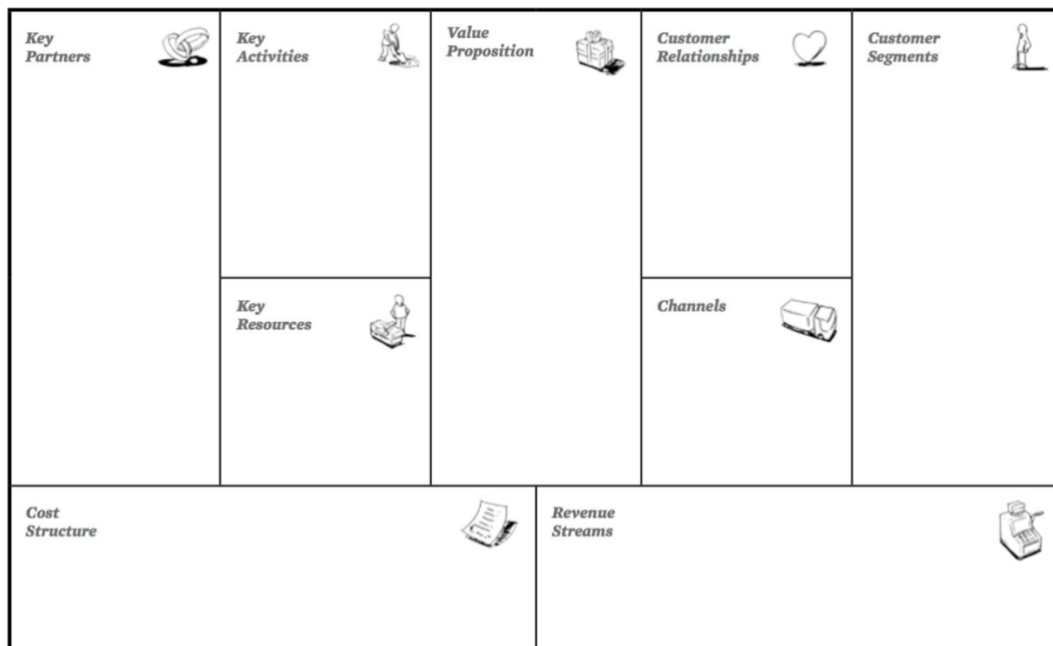 Key
Partners
Key
Activities
Value
Proposition
Customer
Relationships
Customer
Segments
Key
Resources
Channels
Cost
Structure
Revenue
Streams